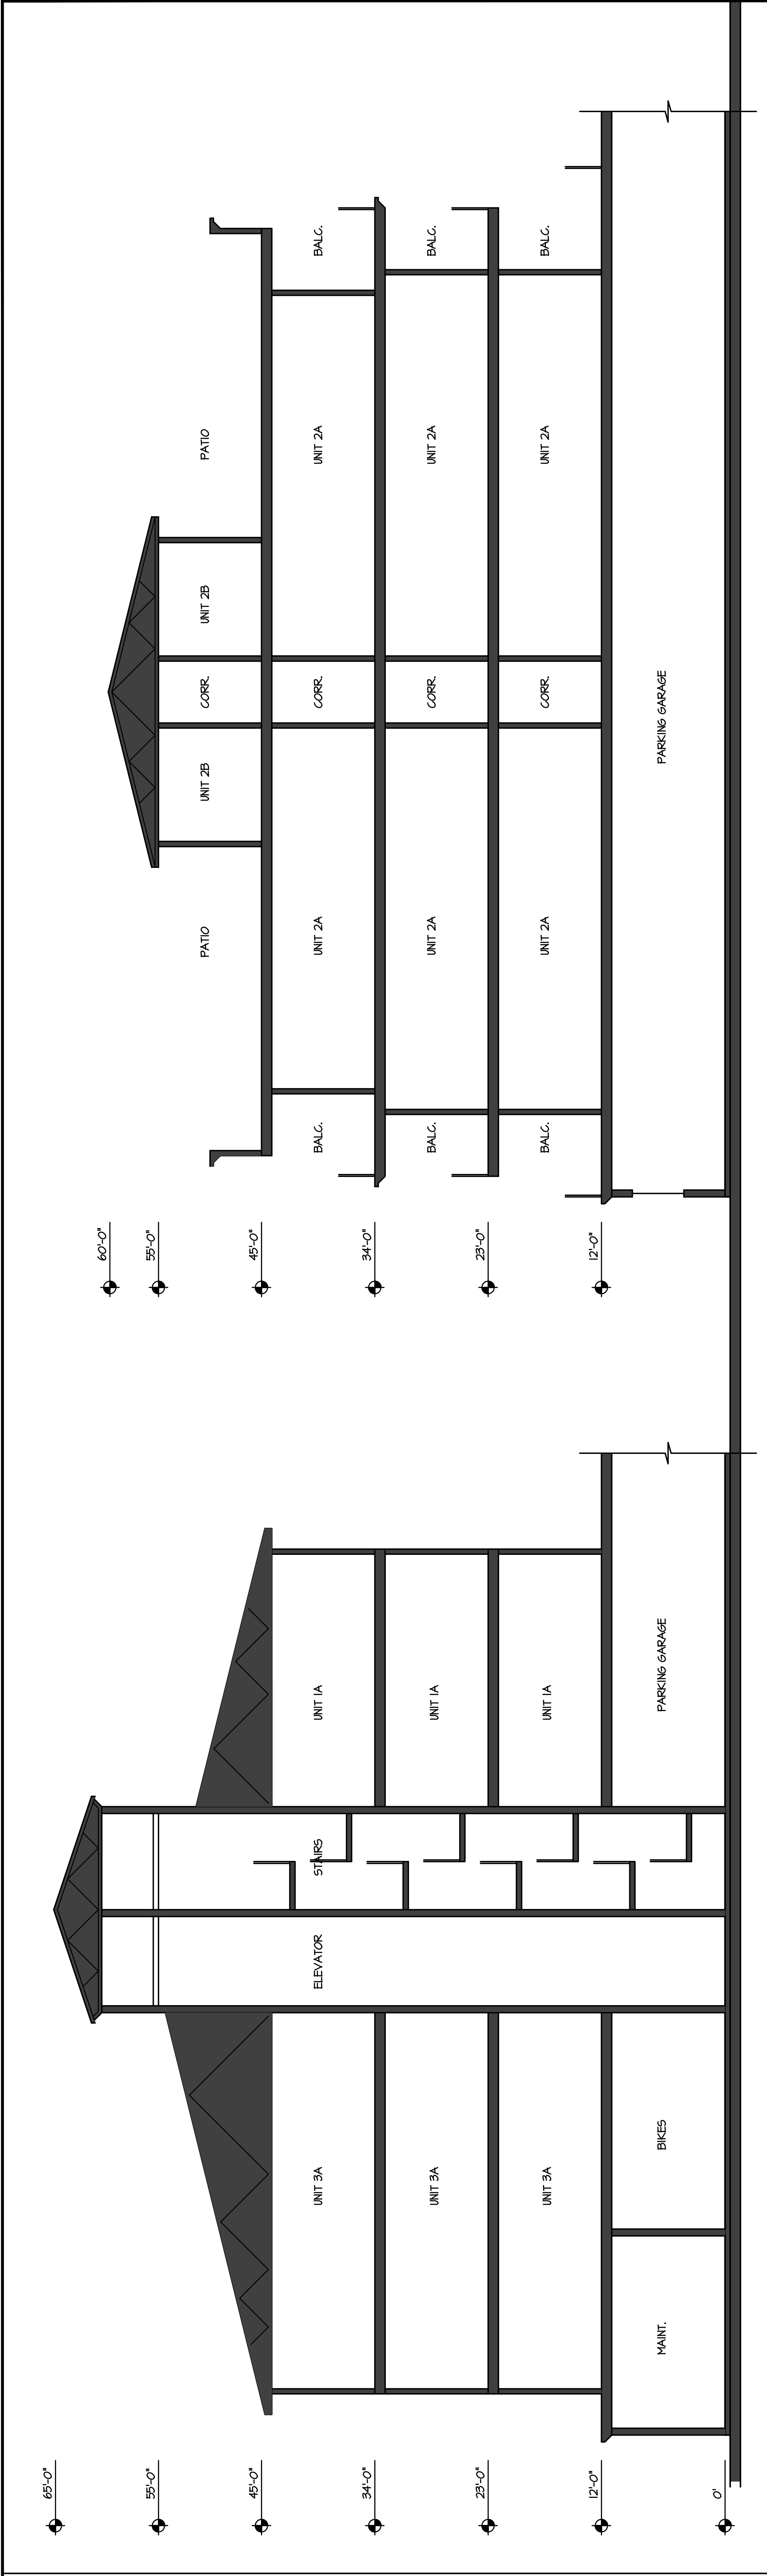 65'-0"
60'-0"
55'-0" 55'-0"
PATIO UNIT 2B CORR. UNIT 2B PATIO
45'-0" 45'-0"
UNIT 3A ELEVATOR STAIRS UNIT 1A BALC. UNIT 2A CORR. UNIT 2A BALC.
34'-0" 34'-0"
UNIT 3A UNIT 1A BALC. UNIT 2A CORR. UNIT 2A BALC.
23'-0" 23'-0"
UNIT 3A UNIT 1A BALC. UNIT 2A CORR. UNIT 2A BALC.
12'-0" 12'-0"
MAINT. BIKES PARKING GARAGE PARKING GARAGE
0'